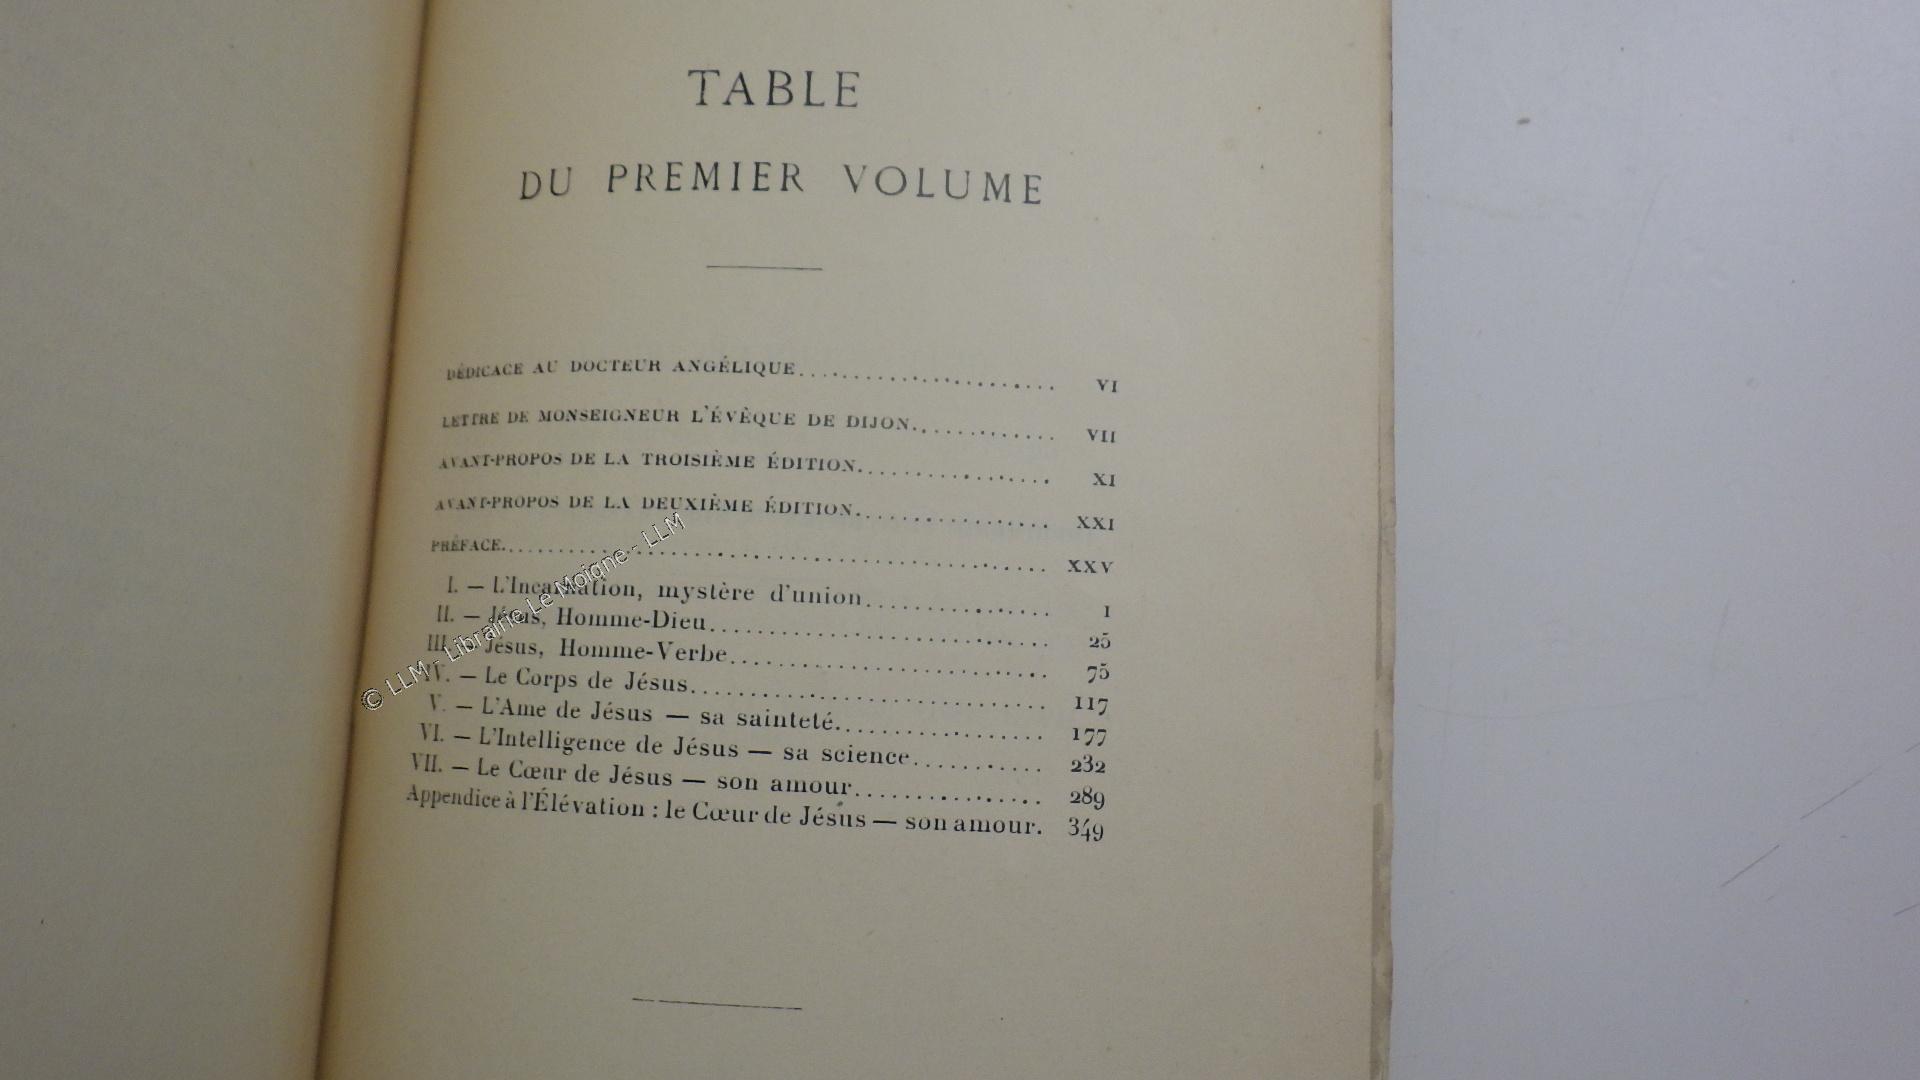 TABLE
DU PREMIER VOLUME
DÉDICACE AU DOCTEUR ANGÉLIQUE........................ VI
LETTRE DE MONSEIGNEUR L'ÉVÈQUE DE DIJON............. VII
AVANT-PROPOS DE LA TROISIÈME ÉDITION................. XI
AVANT-PROPOS DE LA DEUXIÈME ÉDITION................. XXI
PRÉFACE.............................................. XXV
I. — L'Incarnation, mystère d'union................ 1
II. — Jésus, Homme-Dieu............................. 25
III. — Jésus, Homme-Verbe........................... 75
IV. — Le Corps de Jésus............................. 117
V. — L'Ame de Jésus — sa sainteté.................. 177
VI. — L'Intelligence de Jésus — sa science........... 232
VII. — Le Cœur de Jésus — son amour................ 289
Appendice à l'Élévation : le Cœur de Jésus — son amour. 349
© LLM - Librairie Le Moigne - LLM